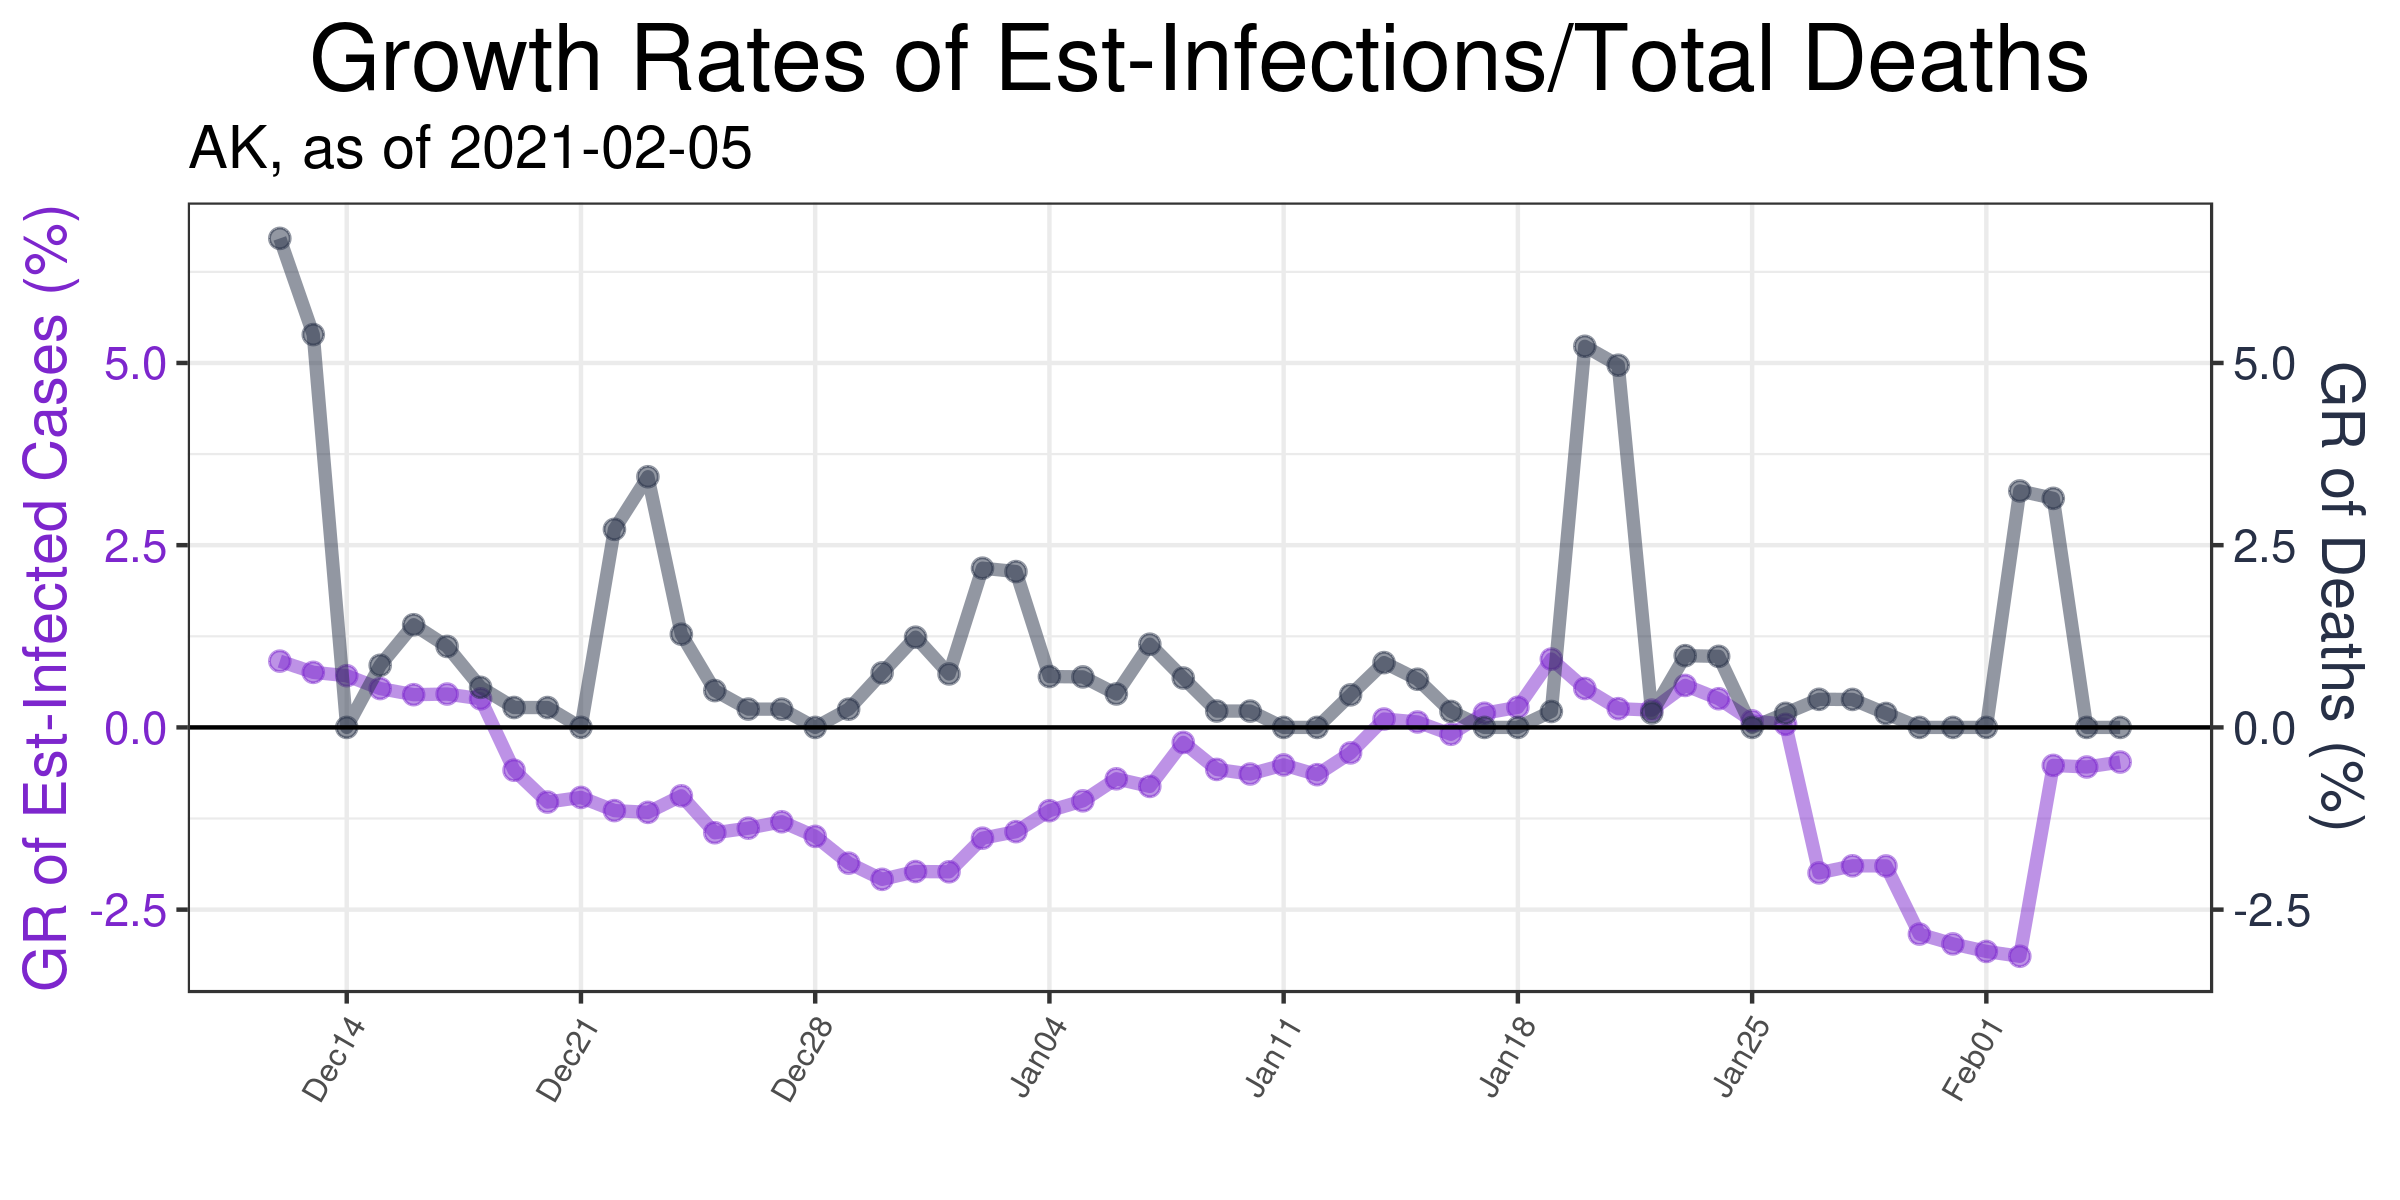 Growth Rates of Est-Infections/Total Deaths
AK, as of 2021-02-05
GR of Est-Infected Cases (%)
5.0
2.5
0.0
-2.5
5.0
2.5
0.0
-2.5
GR of Deaths (%)
Dec14
Dec21
Dec28
Jan04
Jan11
Jan18
Jan25
Feb01